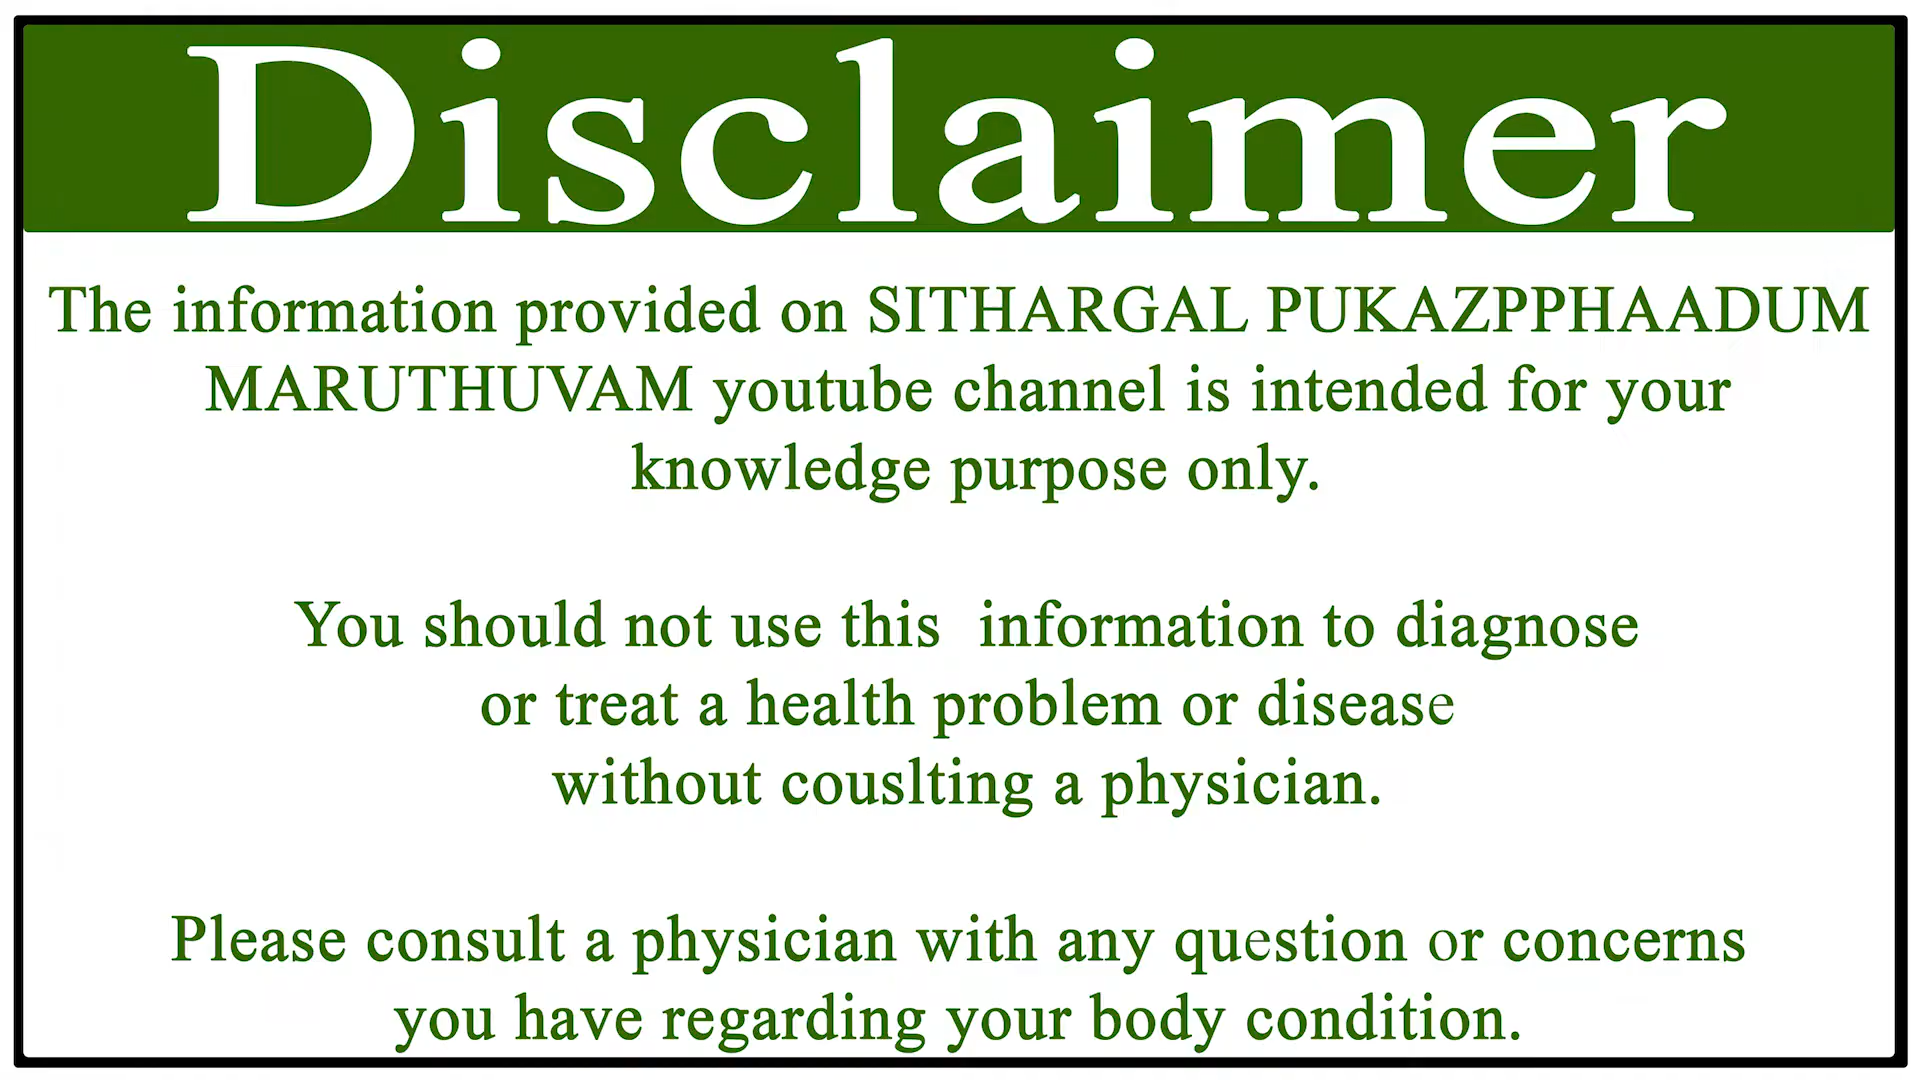 Disclaimer
The information provided on SITHARGAL PUKAZPPHAADUM
MARUTHUVAM youtube channel is intended for your
knowledge purpose only.
You should not use this  information to diagnose
or treat a health problem or disease
without couslting a physician.
Please consult a physician with any question or concerns
you have regarding your body condition.